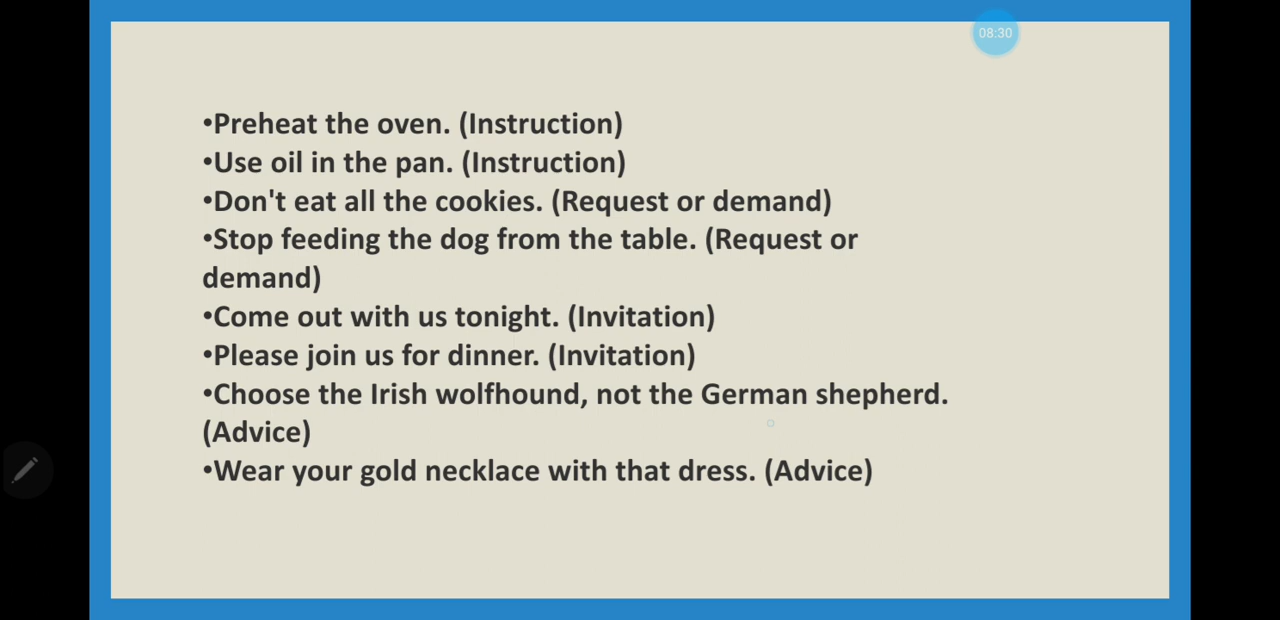 08:30
•Preheat the oven. (Instruction)
•Use oil in the pan. (Instruction)
•Don't eat all the cookies. (Request or demand)
•Stop feeding the dog from the table. (Request or
demand)
•Come out with us tonight. (Invitation)
•Please join us for dinner. (Invitation)
•Choose the Irish wolfhound, not the German shepherd.
(Advice)
•Wear your gold necklace with that dress. (Advice)